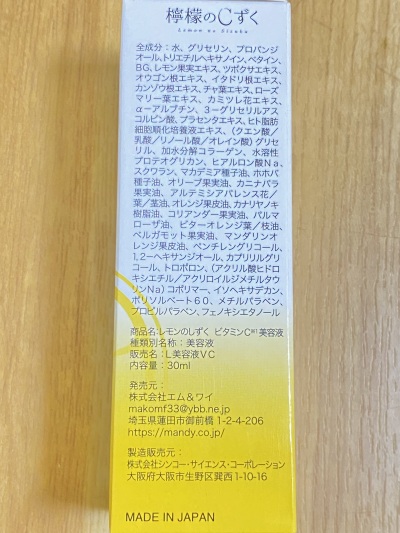 檸檬のCずく
Lemon no Sizuku
全成分：水、グリセリン、プロパンジ
オール、トリエチルヘキサノイン、ベタイン、
BG、レモン果実エキス、ツボクサエキス、
オウゴン根エキス、イタドリ根エキス、
カンゾウ根エキス、チャ葉エキス、ローズ
マリー葉エキス、カミツレ花エキス、
α-アルブチン、3-グリセリルアス
コルビン酸、プラセンタエキス、ヒト脂肪
細胞順化培養液エキス、（クエン酸／
乳酸／リノール酸／オレイン酸）グリセ
リル、加水分解コラーゲン、水溶性
プロテオグリカン、ヒアルロン酸Na、
スクワラン、マカデミア種子油、ホホバ
種子油、オリーブ果実油、カニナバラ
果実油、アルテミシアパレンス花／
葉／茎油、オレンジ果皮油、カナリヤノキ
樹脂油、コリアンダー果実油、パルマ
ローザ油、ビターオレンジ葉／枝油、
ベルガモット果実油、マンダリンオ
レンジ果皮油、ペンチレングリコール、
1,2-ヘキサンジオール、カプリリルグリ
コール、トロポロン、（アクリル酸ヒドロ
キシエチル／アクリロイルジメチルタウ
リンNa）コポリマー、イソヘキサデカン、
ポリソルベート60、メチルパラベン、
プロピルパラベン、フェノキシエタノール
商品名：レモンのしずく ビタミンC※1美容液
種類別名称：美容液
販売名：L美容液VC
内容量：30ml
発売元：
株式会社エム&ワイ
makomf33@ybb.ne.jp
埼玉県蓮田市御前橋1-2-4-206
https://mandy.co.jp/
製造販売元：
株式会社シンコー・サイエンス・コーポレーション
大阪府大阪市生野区巽西1-10-16
MADE IN JAPAN